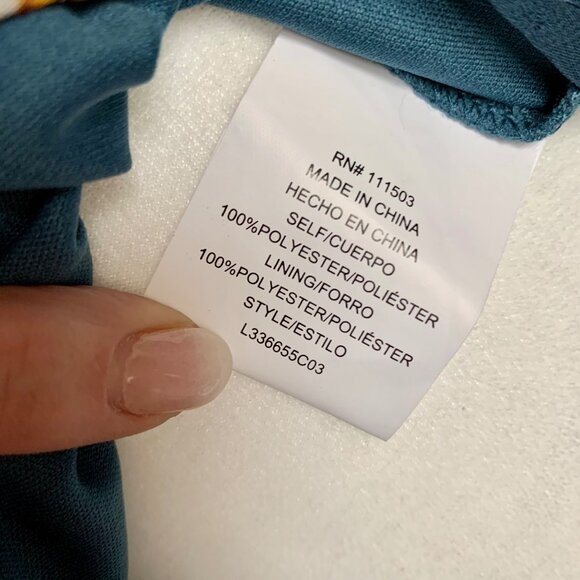 RN# 111503
MADE IN CHINA
HECHO EN CHINA
SELF/CUERPO
100%POLYESTER/POLIÉSTER
LINING/FORRO
100%POLYESTER/POLIÉSTER
STYLE/ESTILO
L336655C03